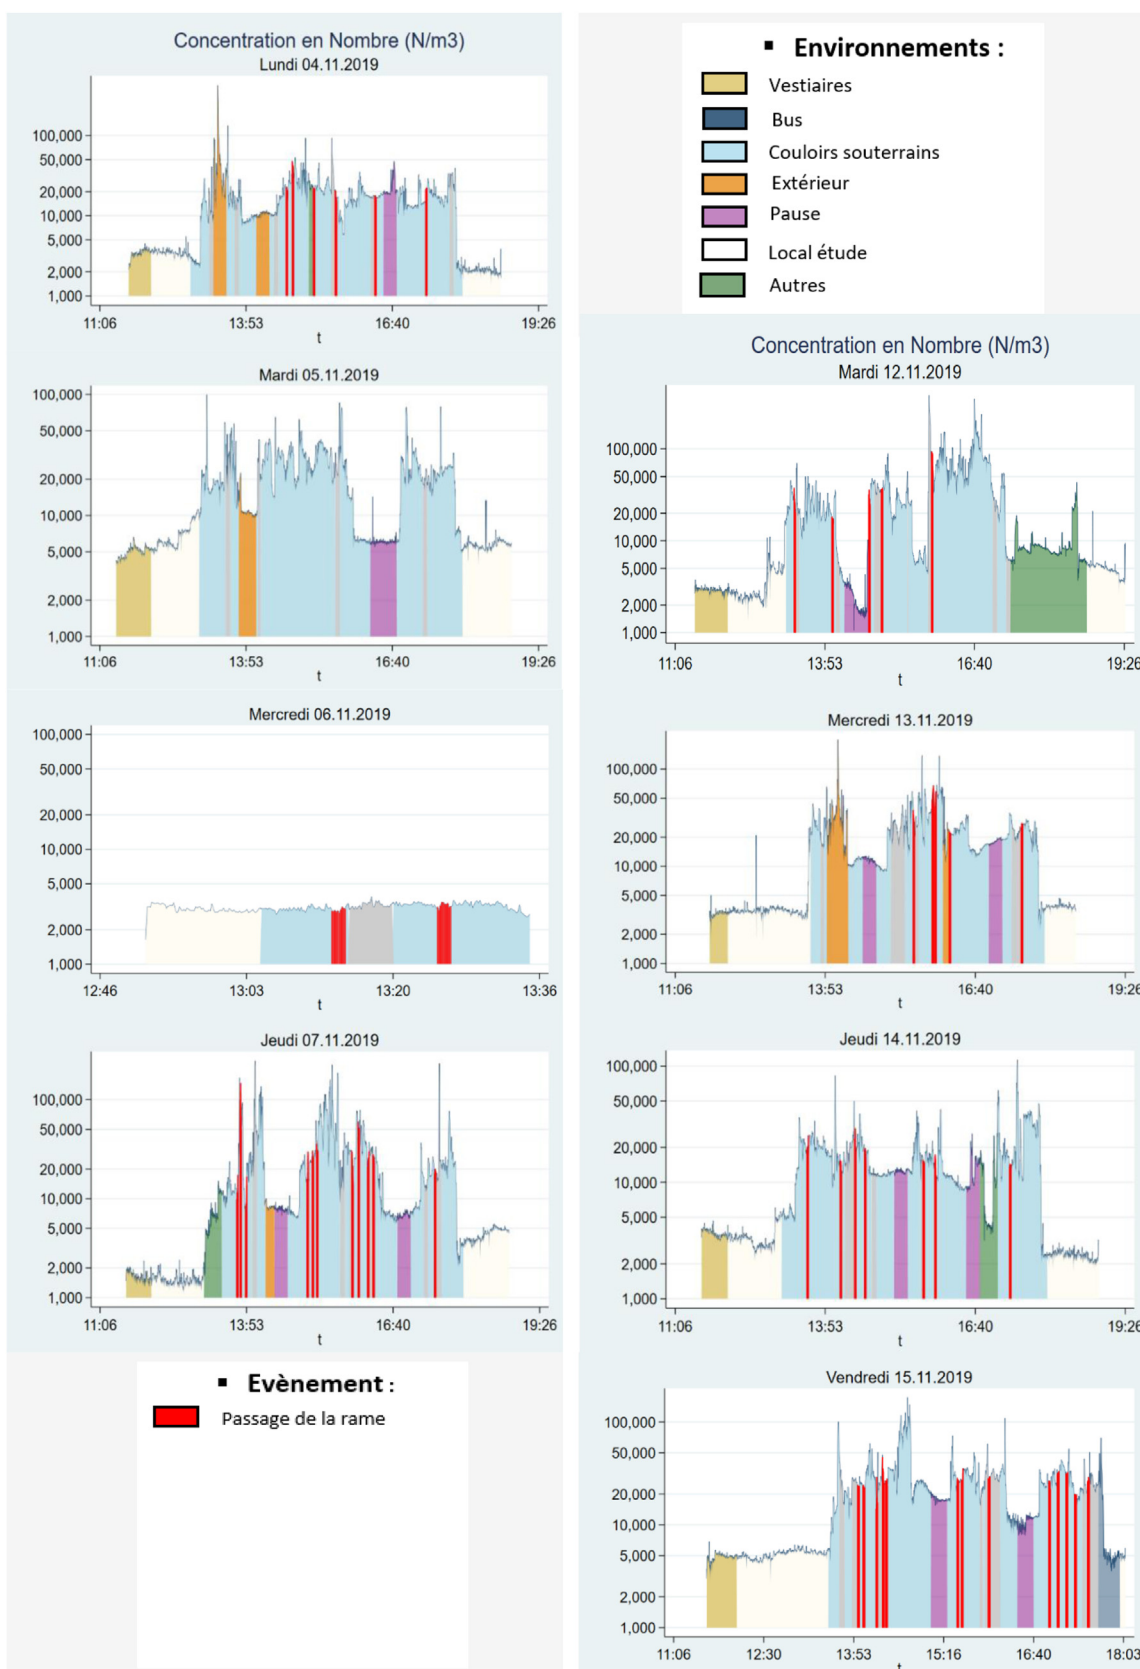 Concentration en Nombre (N/m3)
Lundi 04.11.2019
100,000
50,000
20,000
10,000
5,000
2,000
1,000
11:06 13:53 16:40 19:26
t
Mardi 05.11.2019
100,000
50,000
20,000
10,000
5,000
2,000
1,000
11:06 13:53 16:40 19:26
t
Mercredi 06.11.2019
100,000
50,000
20,000
10,000
5,000
2,000
1,000
12:46 13:03 13:20 13:36
t
Jeudi 07.11.2019
100,000
50,000
20,000
10,000
5,000
2,000
1,000
11:06 13:53 16:40 19:26
t
▪ Evènement :
Passage de la rame
▪ Environnements :
Vestiaires
Bus
Couloirs souterrains
Extérieur
Pause
Local étude
Autres
Concentration en Nombre (N/m3)
Mardi 12.11.2019
100,000
50,000
20,000
10,000
5,000
2,000
1,000
11:06 13:53 16:40 19:26
t
Mercredi 13.11.2019
100,000
50,000
20,000
10,000
5,000
2,000
1,000
11:06 13:53 16:40 19:26
t
Jeudi 14.11.2019
100,000
50,000
20,000
10,000
5,000
2,000
1,000
11:06 13:53 16:40 19:26
t
Vendredi 15.11.2019
100,000
50,000
20,000
10,000
5,000
2,000
1,000
11:06 12:30 13:53 15:16 16:40 18:03
t